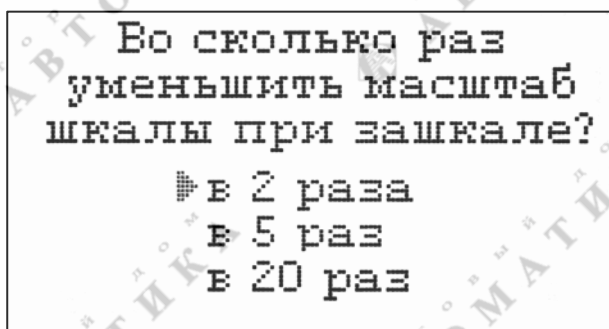 Во сколько раз
уменьшить масштаб
шкалы при зашкале?
в 2 раза
в 5 раз
в 20 раз